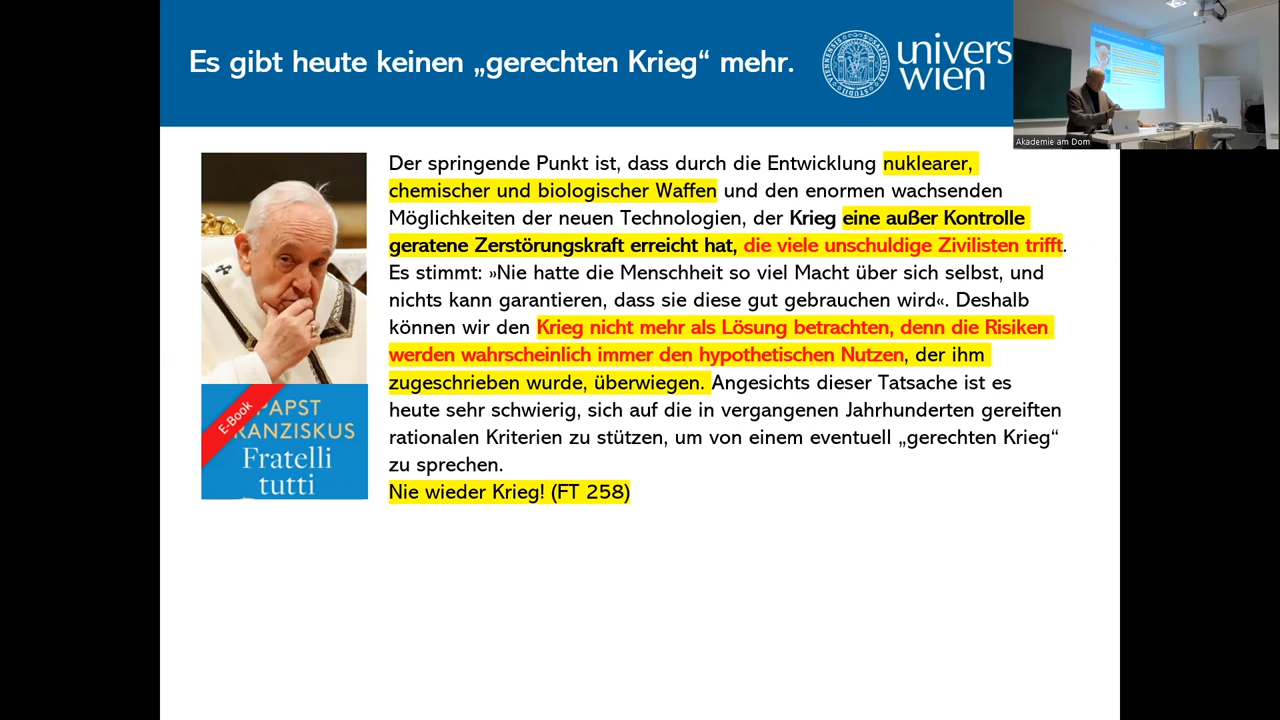 Es gibt heute keinen „gerechten Krieg“ mehr.
univers
wien
Akademie am Dom
Der springende Punkt ist, dass durch die Entwicklung nuklearer,
chemischer und biologischer Waffen und den enormen wachsenden
Möglichkeiten der neuen Technologien, der Krieg eine außer Kontrolle
geratene Zerstörungskraft erreicht hat, die viele unschuldige Zivilisten trifft.
Es stimmt: »Nie hatte die Menschheit so viel Macht über sich selbst, und
nichts kann garantieren, dass sie diese gut gebrauchen wird«. Deshalb
können wir den Krieg nicht mehr als Lösung betrachten, denn die Risiken
werden wahrscheinlich immer den hypothetischen Nutzen, der ihm
zugeschrieben wurde, überwiegen. Angesichts dieser Tatsache ist es
heute sehr schwierig, sich auf die in vergangenen Jahrhunderten gereiften
rationalen Kriterien zu stützen, um von einem eventuell „gerechten Krieg“
zu sprechen.
Nie wieder Krieg! (FT 258)
E-Book
PAPST
RANZISKUS
Fratelli
tutti